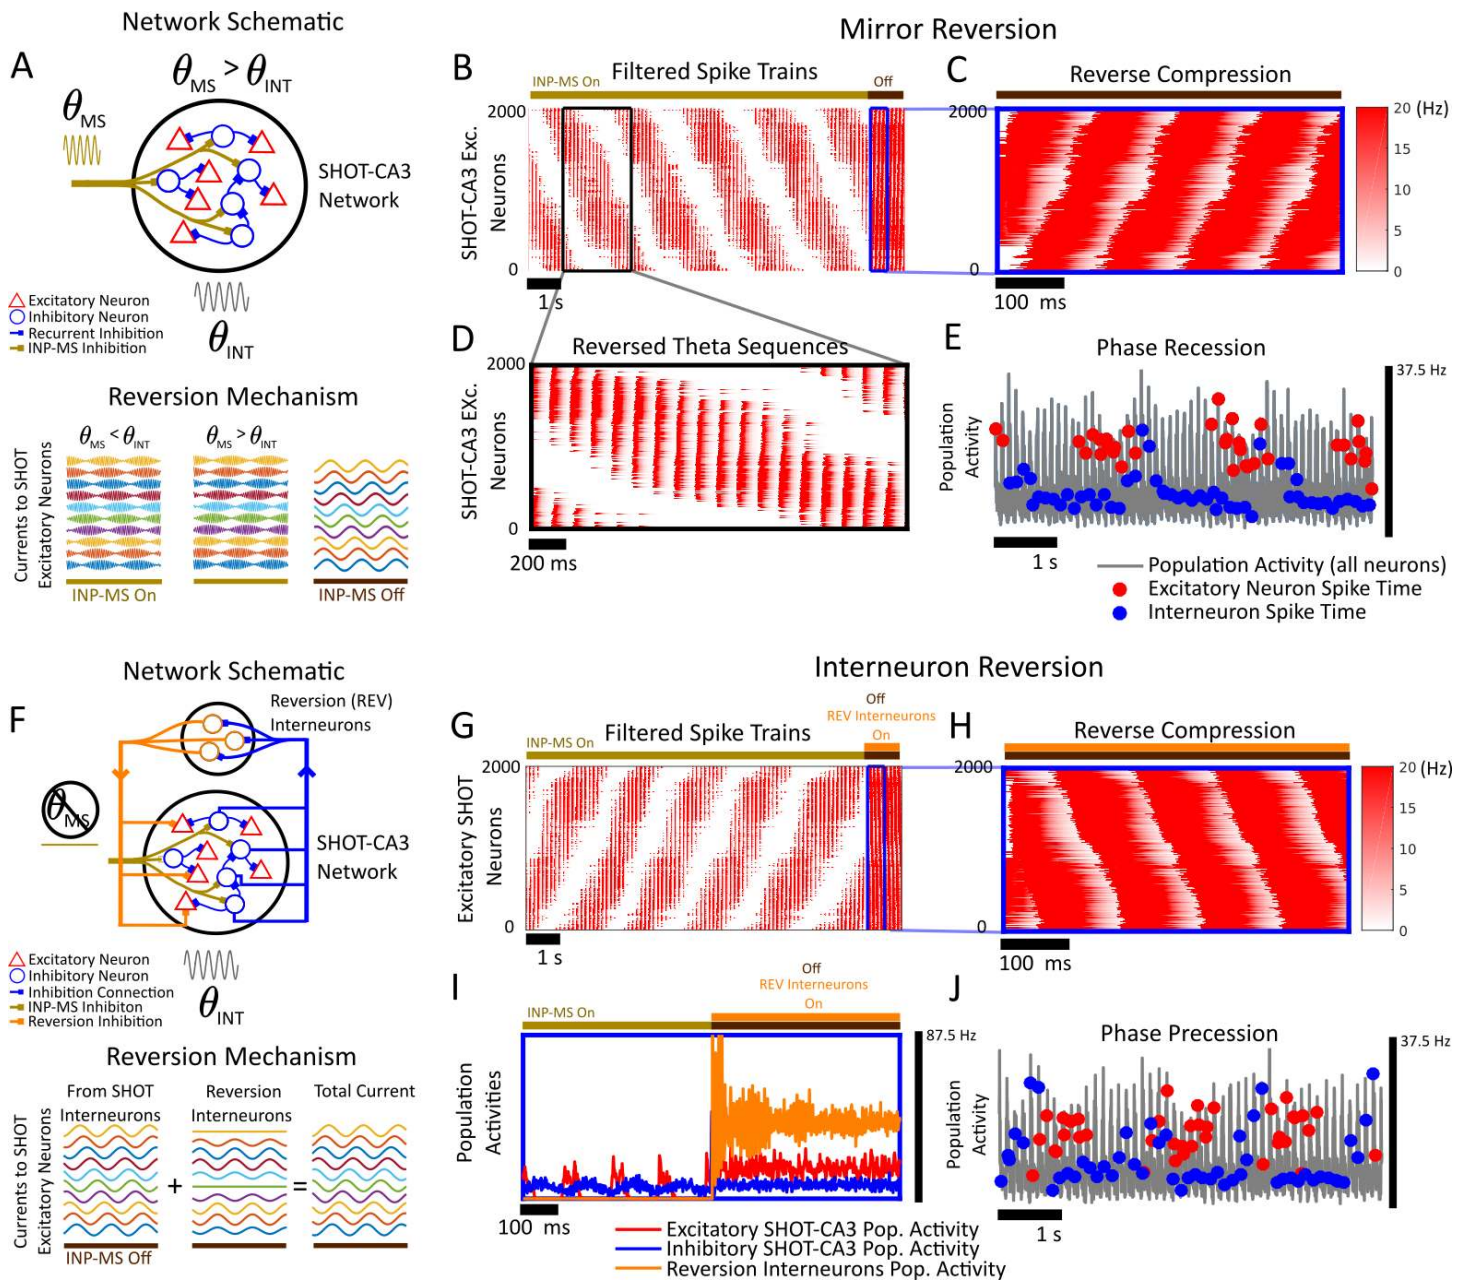 Network Schematic
Mirror Reversion
A
θMS > θINT
θMS
SHOT-CA3
Network
Excitatory Neuron
Inhibitory Neuron
Recurrent Inhibition
INP-MS Inhibition
θINT
Reversion Mechanism
θMS < θINT
θMS > θINT
Currents to SHOT
Excitatory Neurons
INP-MS On
INP-MS Off
B
Filtered Spike Trains
INP-MS On
Off
2000
SHOT-CA3 Exc.
Neurons
0
1 s
C
Reverse Compression
2000
0
100 ms
20 (Hz)
15
10
5
0
D
Reversed Theta Sequences
2000
SHOT-CA3 EXc.
Neurons
0
200 ms
E
Phase Recession
37.5 Hz
Population
Activity
1 s
Population Activity (all neurons)
Excitatory Neuron Spike Time
Interneuron Spike Time
Network Schematic
Interneuron Reversion
F
Reversion (REV)
Interneurons
θMS
SHOT-CA3
Network
Excitatory Neuron
Inhibitory Neuron
Inhibition Connection
INP-MS Inhibiton
Reversion Inhibition
θINT
Reversion Mechanism
From SHOT
Interneurons
Reversion
Interneurons
Total Current
Currents to SHOT
Excitatory Neurons
+
=
INP-MS Off
G
Filtered Spike Trains
INP-MS On
Off
REV Interneurons
On
2000
Excitatory SHOT
Neurons
0
1 s
H
Reverse Compression
2000
0
100 ms
20 (Hz)
15
10
5
0
I
INP-MS On
Off
REV Interneurons
On
87.5 Hz
Population
Activities
100 ms
Excitatory SHOT-CA3 Pop. Activity
Inhibitory SHOT-CA3 Pop. Activity
Reversion Interneurons Pop. Activity
J
Phase Precession
37.5 Hz
Population
Activity
1 s